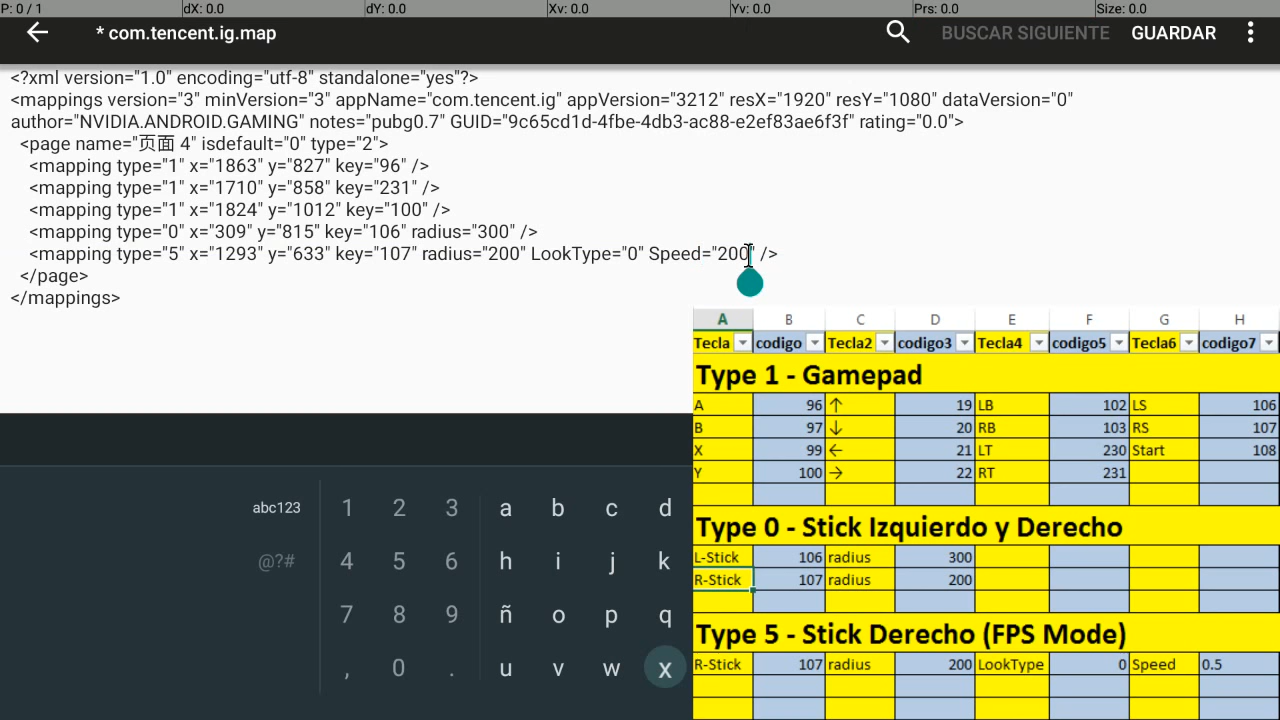 P: 0 / 1 dX: 0.0 dY: 0.0 Xv: 0.0 Yv: 0.0 Prs: 0.0 Size: 0.0
* com.tencent.ig.map BUSCAR SIGUIENTE GUARDAR
<?xml version="1.0" encoding="utf-8" standalone="yes"?>
<mappings version="3" minVersion="3" appName="com.tencent.ig" appVersion="3212" resX="1920" resY="1080" dataVersion="0"
author="NVIDIA.ANDROID.GAMING" notes="pubg0.7" GUID="9c65cd1d-4fbe-4db3-ac88-e2ef83ae6f3f" rating="0.0">
<page name="页面 4" isdefault="0" type="2">
<mapping type="1" x="1863" y="827" key="96" />
<mapping type="1" x="1710" y="858" key="231" />
<mapping type="1" x="1824" y="1012" key="100" />
<mapping type="0" x="309" y="815" key="106" radius="300" />
<mapping type="5" x="1293" y="633" key="107" radius="200" LookType="0" Speed="200" />
</page>
</mappings>
A B C D E F G H
Tecla codigo Tecla2 codigo3 Tecla4 codigo5 Tecla6 codigo7
Type 1 - Gamepad
A 96 ↑ 19 LB 102 LS 106
B 97 ↓ 20 RB 103 RS 107
X 99 ← 21 LT 230 Start 108
Y 100 → 22 RT 231
Type 0 - Stick Izquierdo y Derecho
L-Stick 106 radius 300
R-Stick 107 radius 200
Type 5 - Stick Derecho (FPS Mode)
R-Stick 107 radius 200 LookType 0 Speed 0.5
abc123 1 2 3 a b c d
@?# 4 5 6 h i j k
7 8 9 ñ o p q
, 0 . u v w x